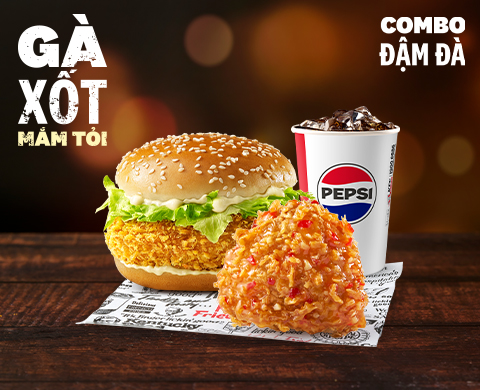 GÀ
XỐT
MẮM TỎI
COMBO
ĐẬM ĐÀ
PEPSI
Kentucky